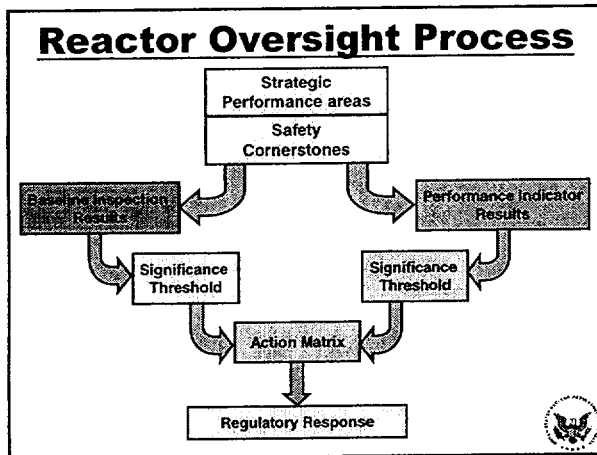 Reactor Oversight Process
Strategic
Performance areas
Safety
Cornerstones
Baseline Inspection
Results
Performance Indicator
Results
Significance
Threshold
Significance
Threshold
Action Matrix
Regulatory Response